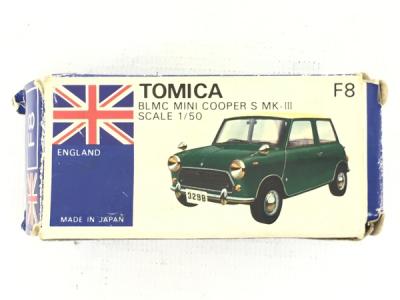 TOMICA
BLMC MINI COOPER S MK-III
SCALE 1/50
F8
F8
ENGLAND
MADE IN JAPAN
3298